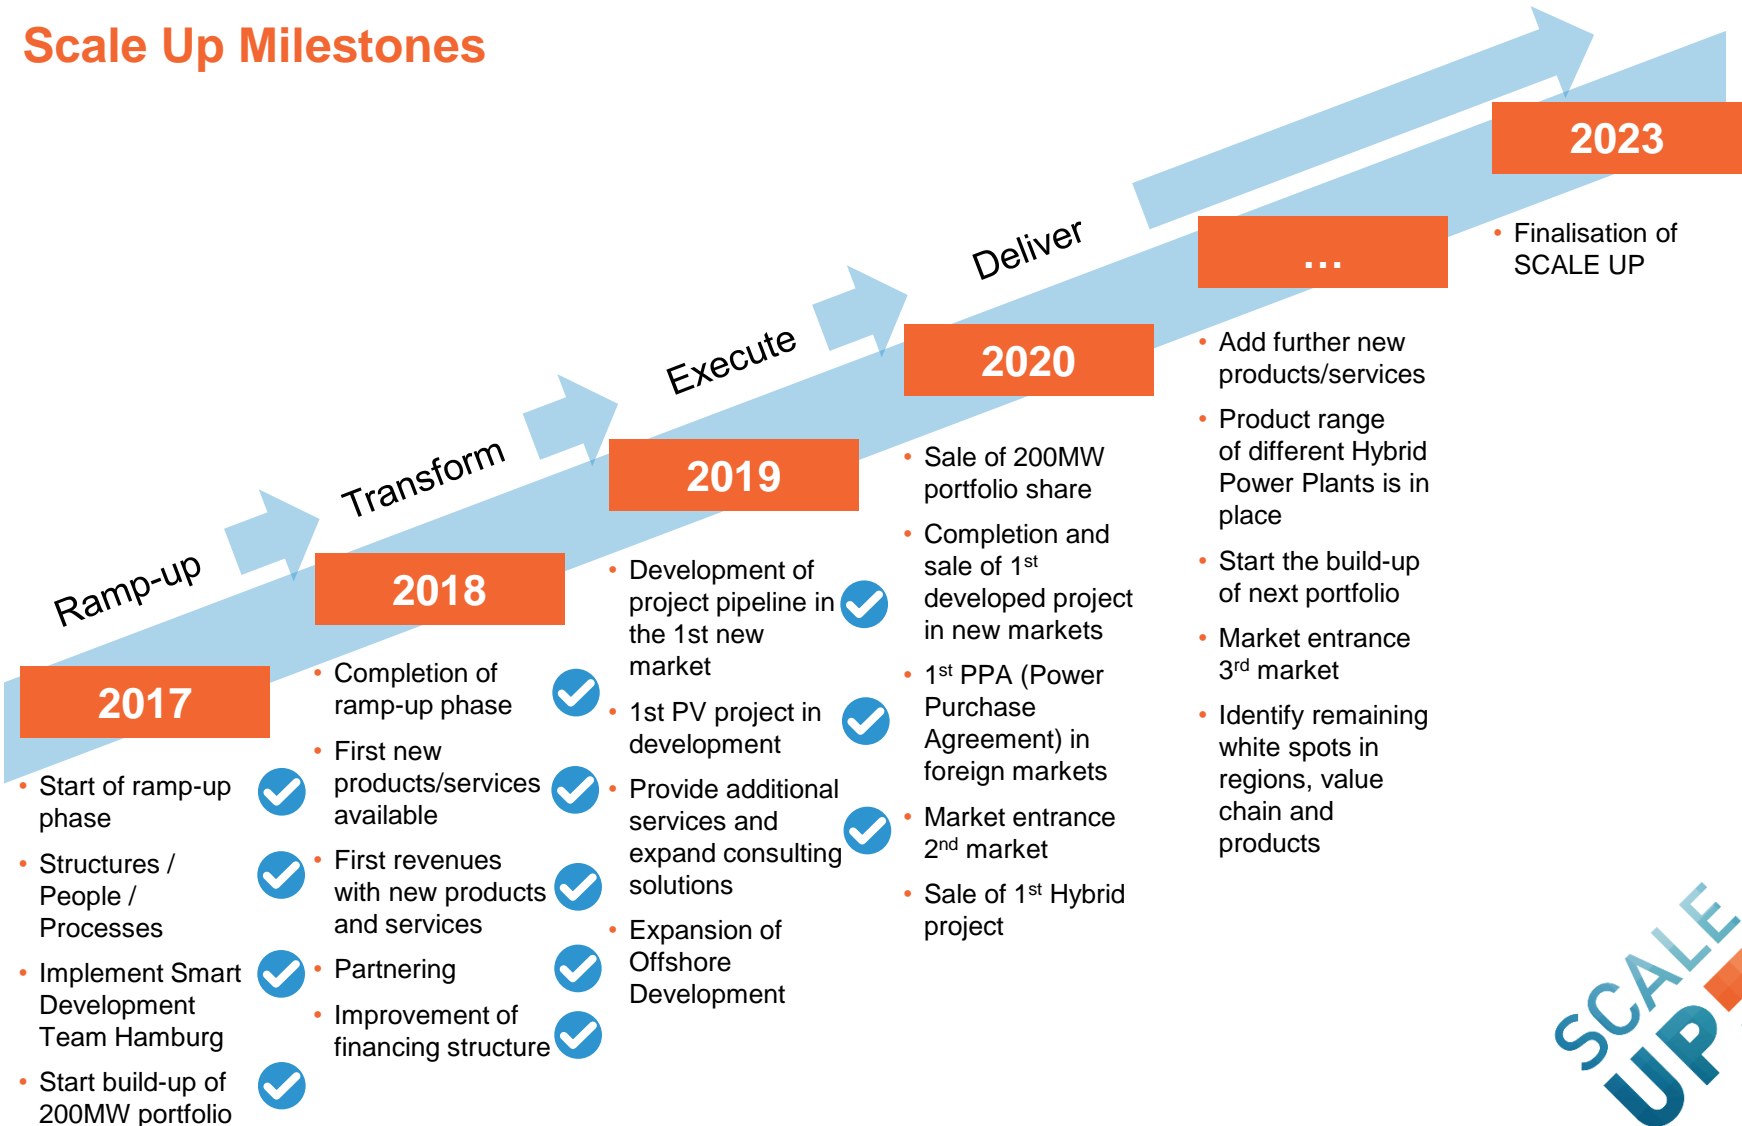 Scale Up Milestones
Ramp-up
Transform
Execute
Deliver
2017
• Start of ramp-up
phase
• Structures /
People /
Processes
• Implement Smart
Development
Team Hamburg
• Start build-up of
200MW portfolio
2018
• Completion of
ramp-up phase
• First new
products/services
available
• First revenues
with new products
and services
• Partnering
• Improvement of
financing structure
2019
• Development of
project pipeline in
the 1st new
market
• 1st PV project in
development
• Provide additional
services and
expand consulting
solutions
• Expansion of
Offshore
Development
2020
• Sale of 200MW
portfolio share
• Completion and
sale of 1st
developed project
in new markets
• 1st PPA (Power
Purchase
Agreement) in
foreign markets
• Market entrance
2nd market
• Sale of 1st Hybrid
project
…
• Add further new
products/services
• Product range
of different Hybrid
Power Plants is in
place
• Start the build-up
of next portfolio
• Market entrance
3rd market
• Identify remaining
white spots in
regions, value
chain and
products
2023
• Finalisation of
SCALE UP
SCALE
UP